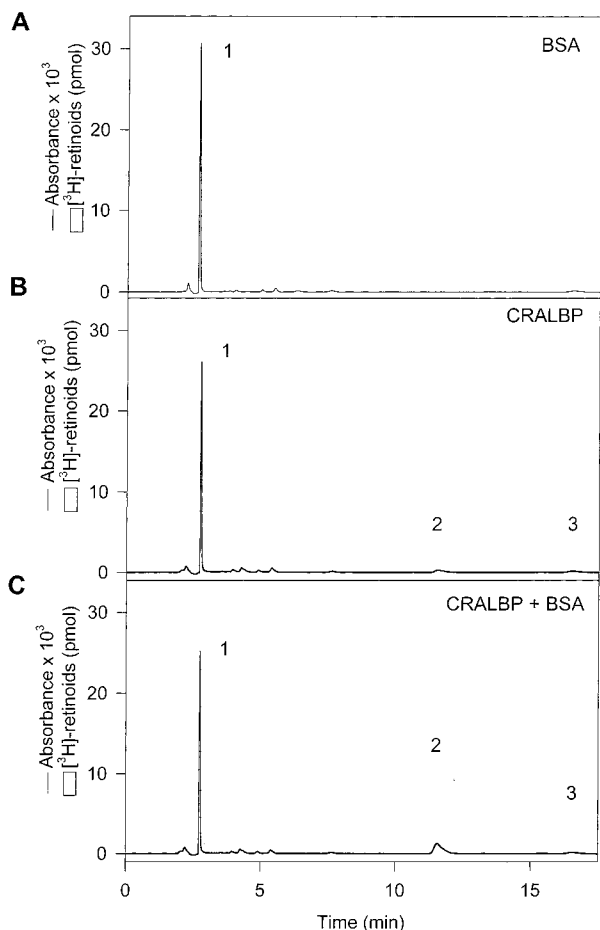 A
BSA
— Absorbance x 10³
[³H]-retinoids (pmol)
30
20
10
0
1
B
CRALBP
— Absorbance x 10³
[³H]-retinoids (pmol)
30
20
10
0
1
2
3
C
CRALBP + BSA
— Absorbance x 10³
[³H]-retinoids (pmol)
30
20
10
0
1
2
3
0 5 10 15
Time (min)